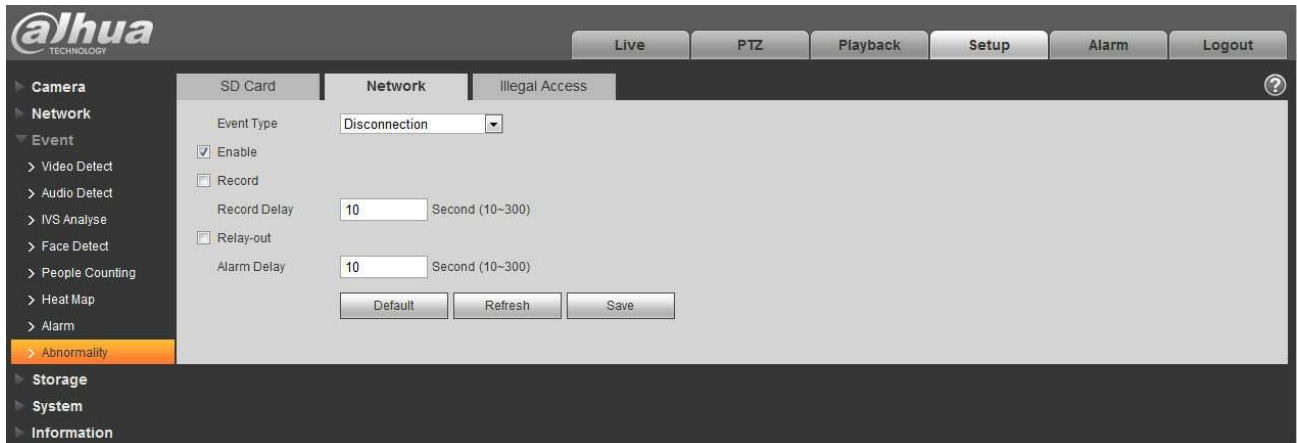 alhua
TECHNOLOGY
Live PTZ Playback Setup Alarm Logout
Camera
Network
Event
> Video Detect
> Audio Detect
> IVS Analyse
> Face Detect
> People Counting
> Heat Map
> Alarm
> Abnormality
Storage
System
Information
SD Card Network Illegal Access ?
Event Type Disconnection
Enable
Record
Record Delay 10 Second (10~300)
Relay-out
Alarm Delay 10 Second (10~300)
Default Refresh Save